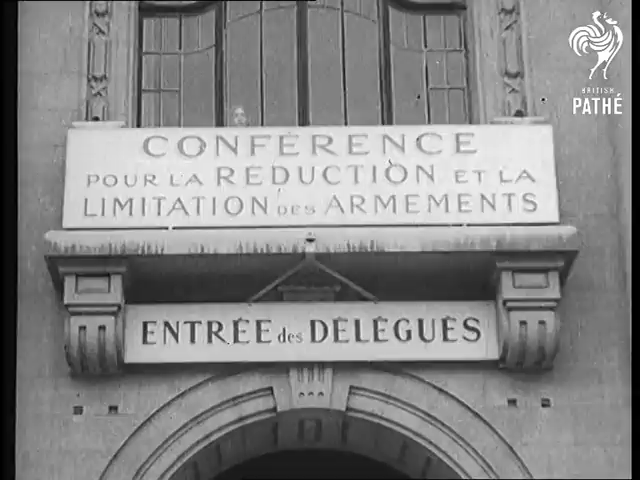 BRITISH
PATHÉ
CONFÉRENCE
POUR LA RÉDUCTION ET LA
LIMITATION DES ARMEMENTS
ENTRÉE des DÉLÉGUÉS